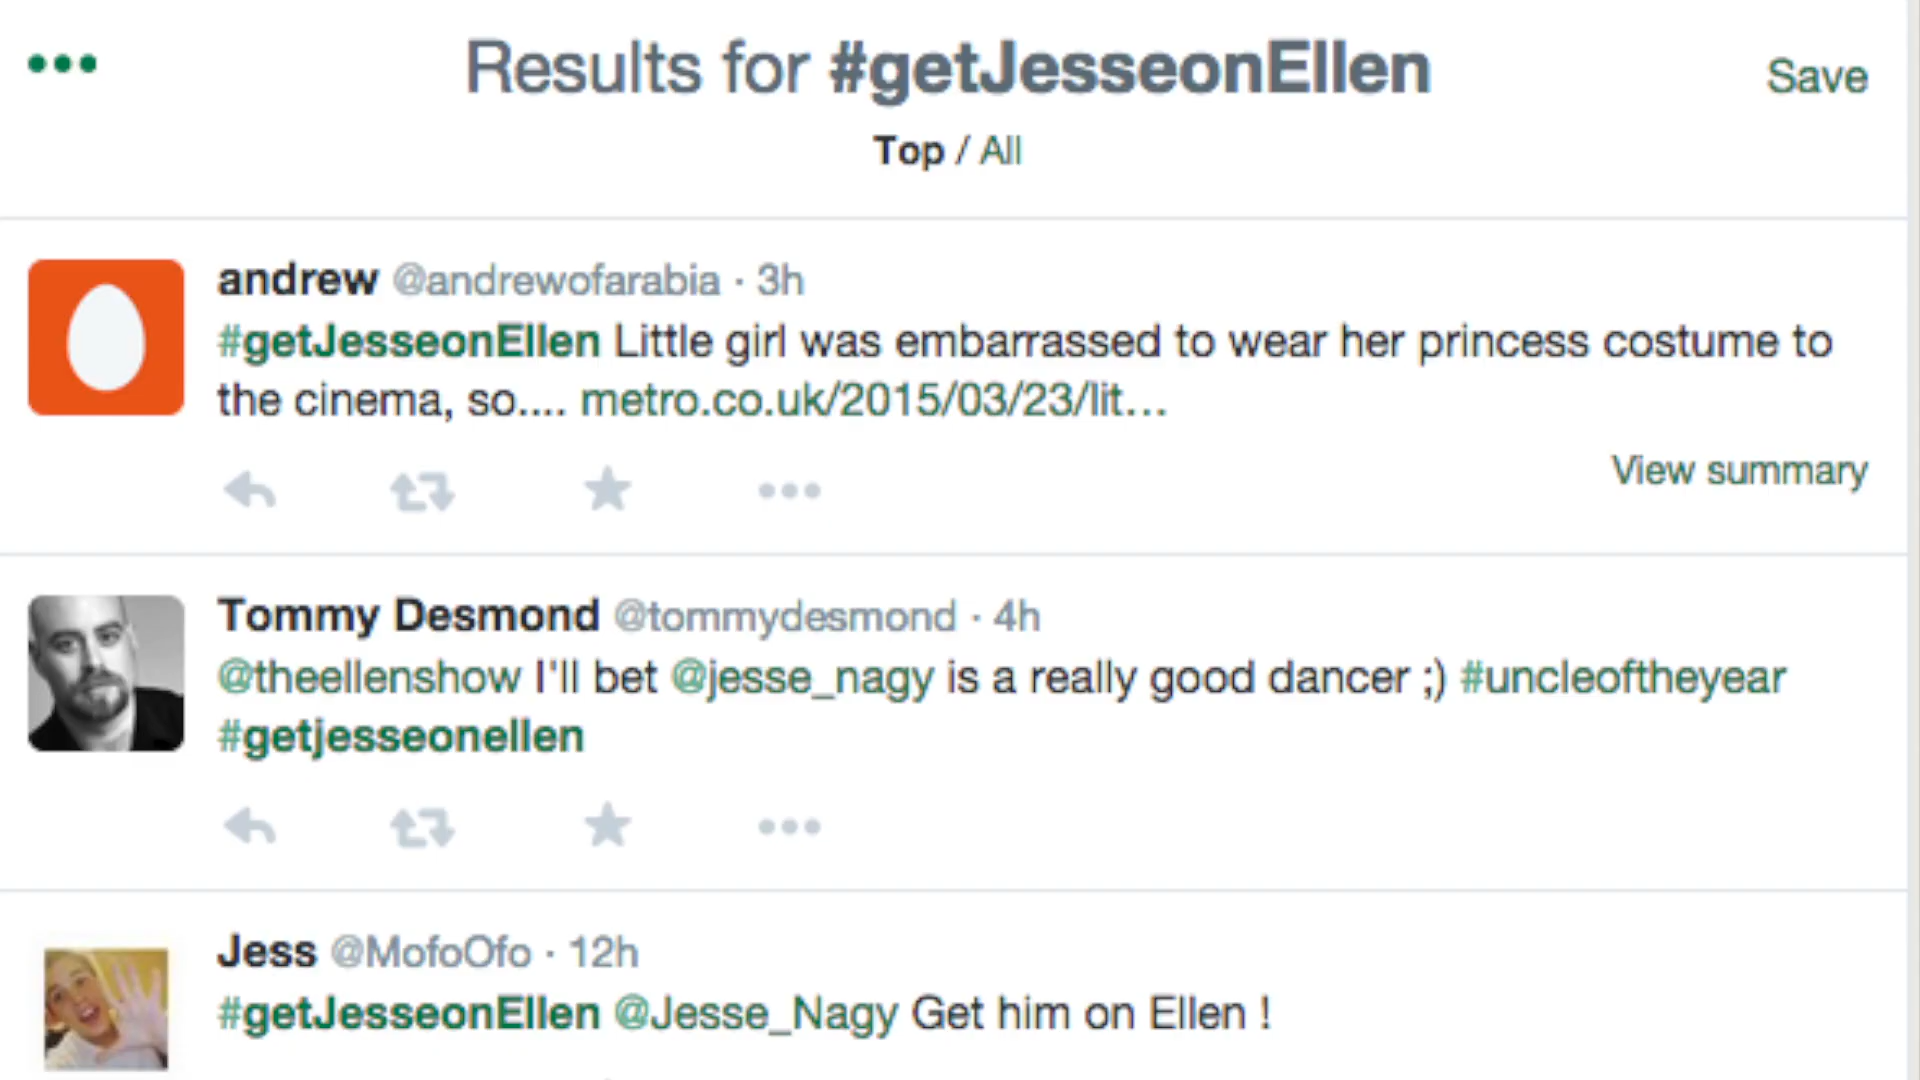 Results for #getJesseonEllen
Save
Top / All
andrew @andrewofarabia · 3h
#getJesseonEllen Little girl was embarrassed to wear her princess costume to
the cinema, so.... metro.co.uk/2015/03/23/lit...
View summary
Tommy Desmond @tommydesmond · 4h
@theellenshow I'll bet @jesse_nagy is a really good dancer ;) #uncleoftheyear
#getjesseonellen
Jess @MofoOfo · 12h
#getJesseonEllen @Jesse_Nagy Get him on Ellen !